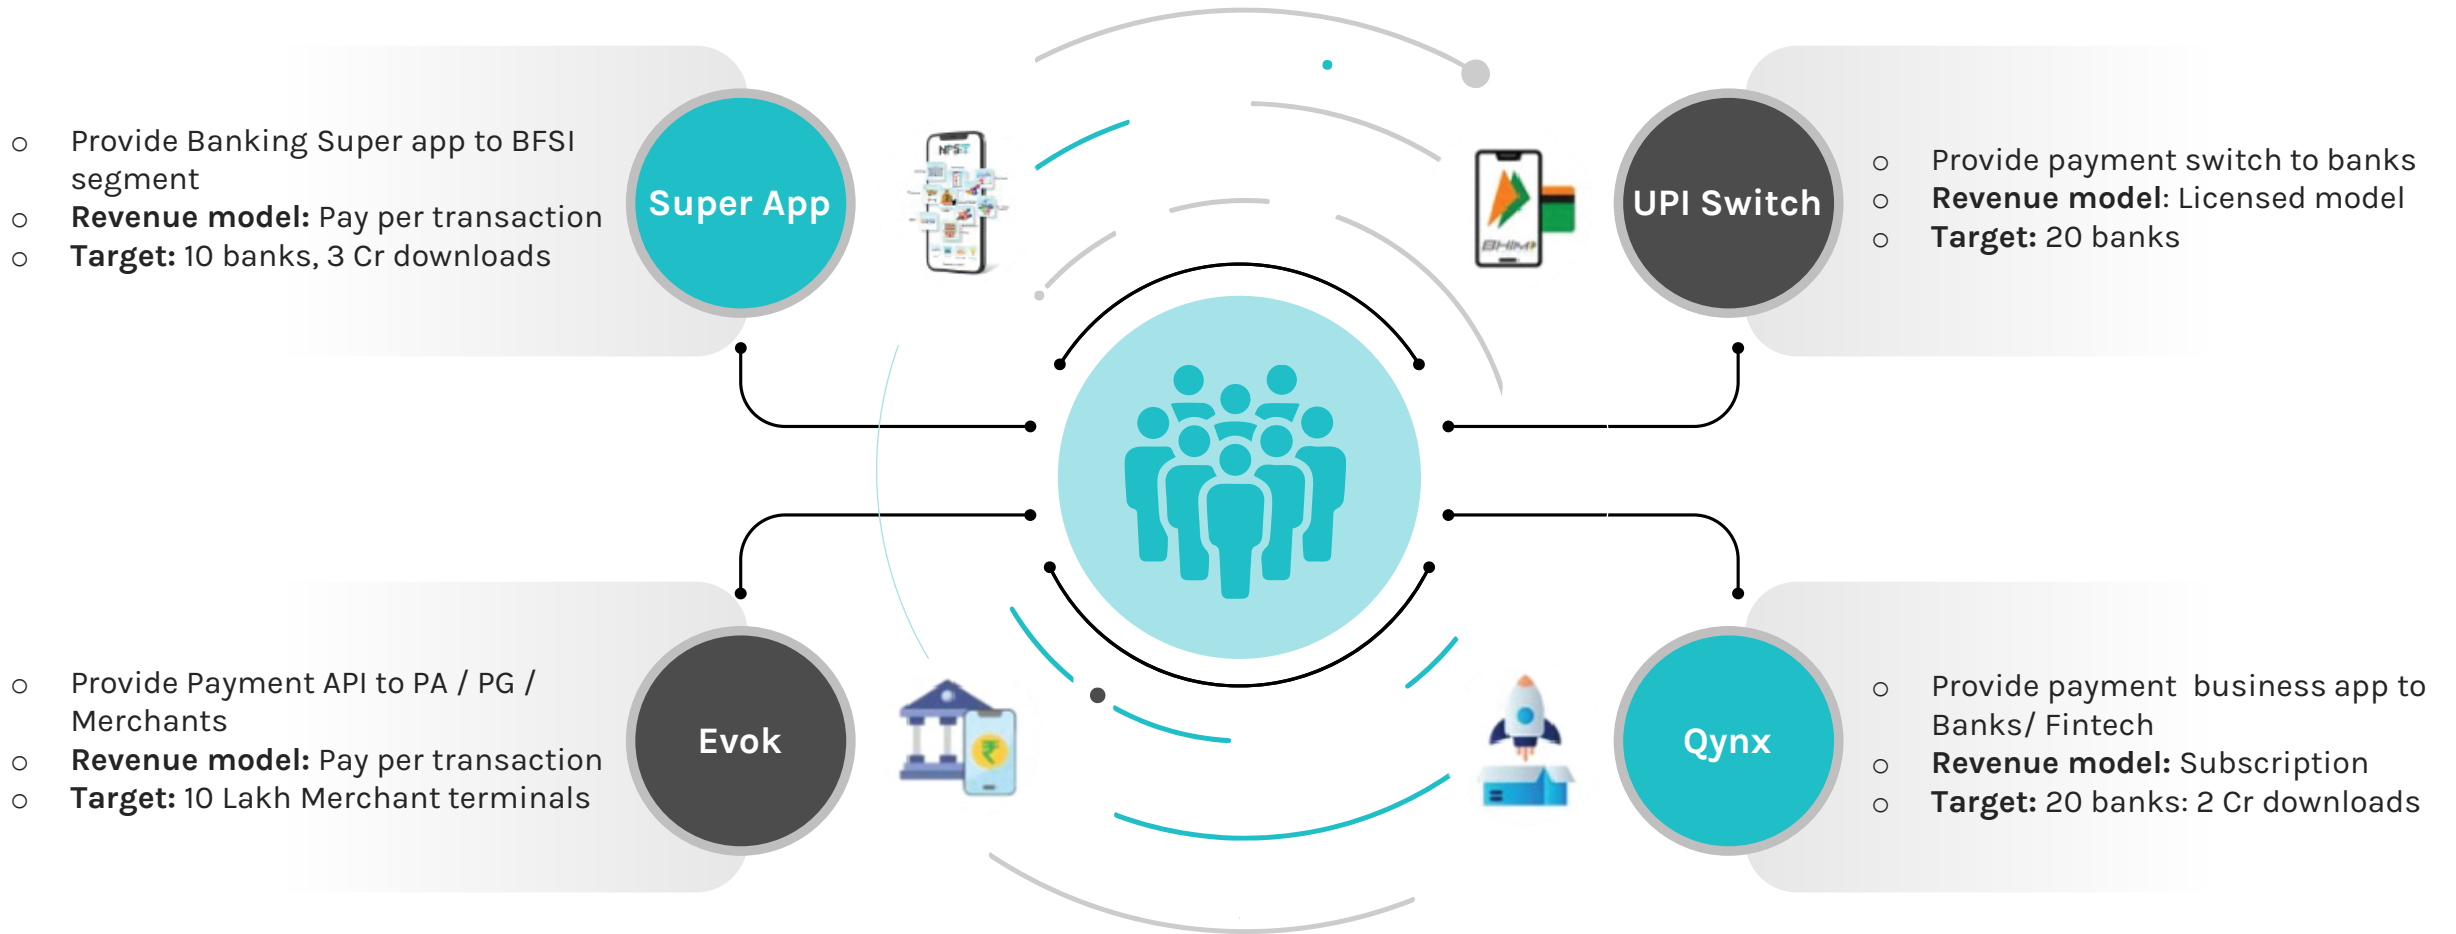 Provide Banking Super app to BFSI
segment
Revenue model: Pay per transaction
Target: 10 banks, 3 Cr downloads
Super App
UPI Switch
Provide payment switch to banks
Revenue model: Licensed model
Target: 20 banks
BHIM
Provide Payment API to PA / PG /
Merchants
Revenue model: Pay per transaction
Target: 10 Lakh Merchant terminals
Evok
Qynx
Provide payment business app to
Banks/ Fintech
Revenue model: Subscription
Target: 20 banks: 2 Cr downloads